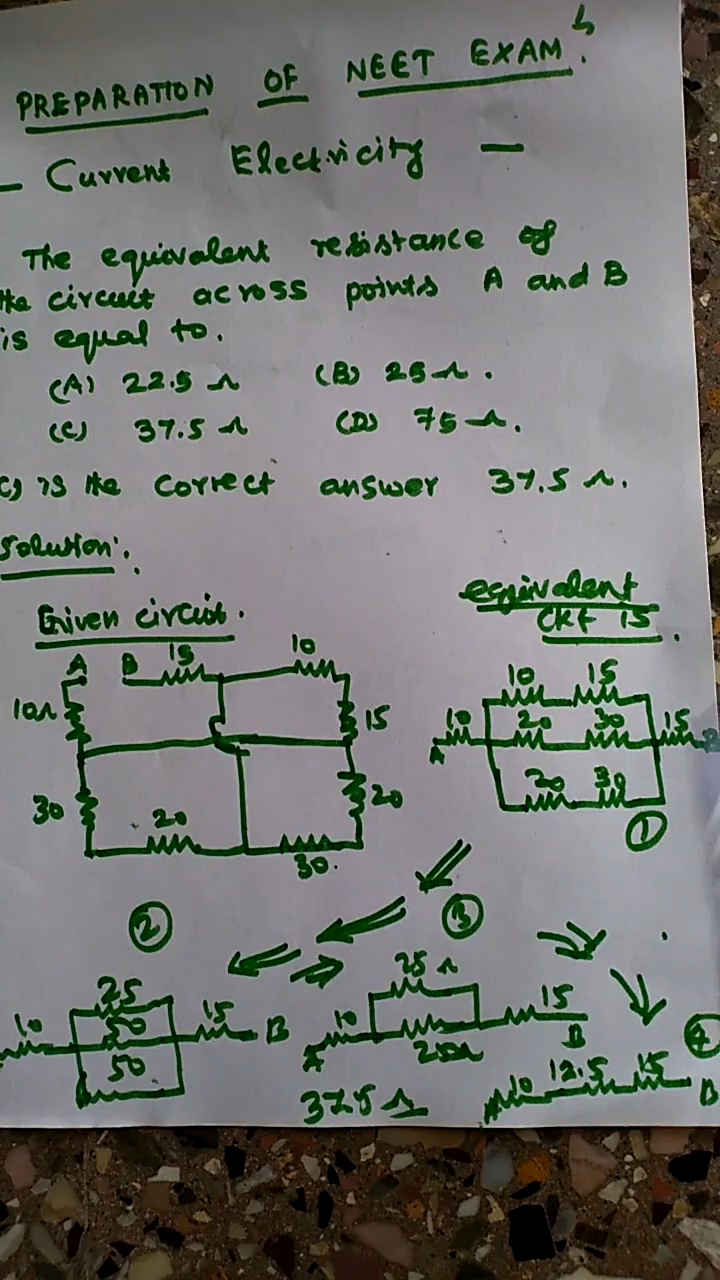 PREPARATION OF NEET EXAM!
- Current Electricity -
The equivalent resistance of
the circuit across points A and B
is equal to.
(A) 22.5 Ω (B) 25 Ω.
(C) 37.5 Ω (D) 75 Ω.
C) is the correct answer 37.5 Ω.
Solution:
equivalent
Ckt is.
Given circuit.
A B 15 10
10Ω 15
30 20 20
30.
10 15
A 10 20 30 15 B
20 30
①
② ③
25 25 Ω
10 50 15 B 10 15 B
50 A 25Ω
④
37.5 Ω A 10 12.5 15 B